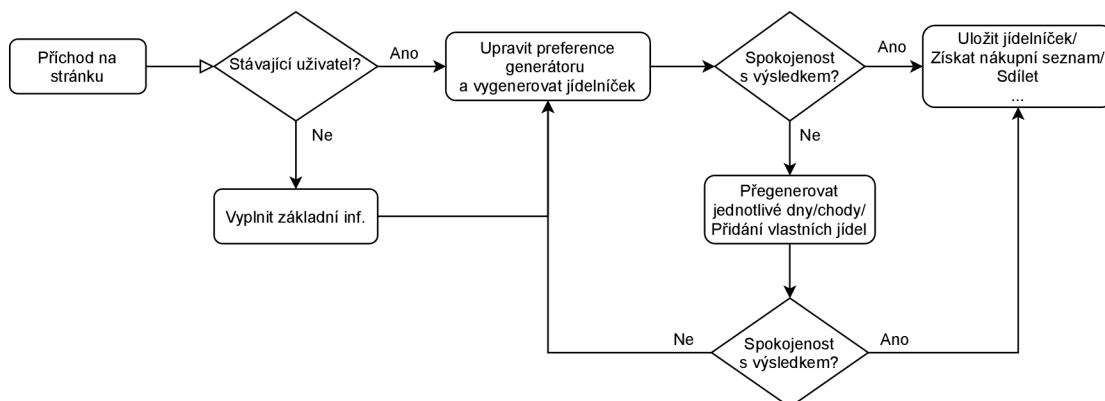 Příchod na
stránku
Stávající uživatel?
Ano
Upravit preference
generátoru
a vygenerovat jídelníček
Spokojenost
s výsledkem?
Ano
Uložit jídelníček/
Získat nákupní seznam/
Sdílet
...
Ne
Ne
Vyplnit základní inf.
Přegenerovat
jednotlivé dny/chody/
Přidání vlastních jídel
Ne
Spokojenost
s výsledkem?
Ano